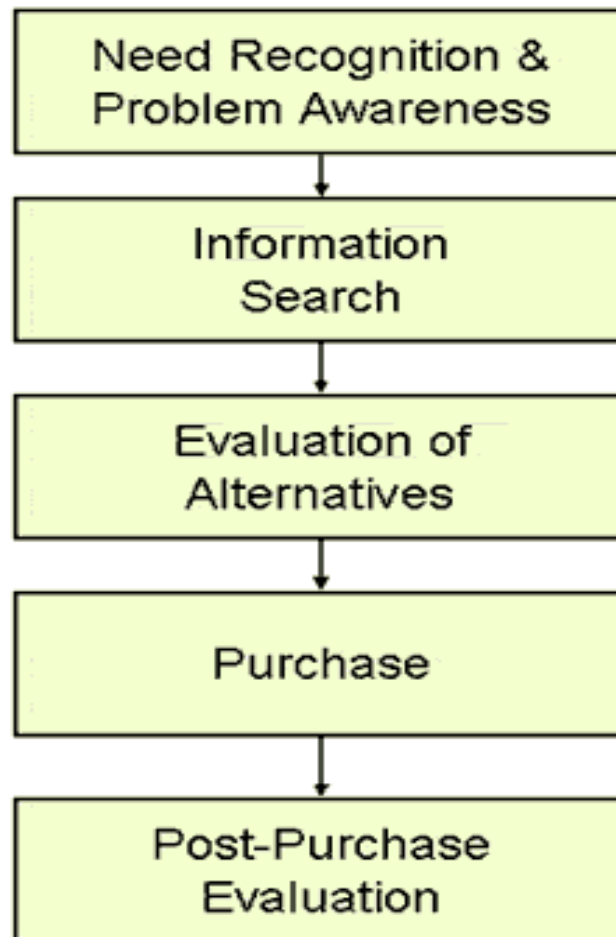 Need Recognition &
Problem Awareness
Information
Search
Evaluation of
Alternatives
Purchase
Post-Purchase
Evaluation